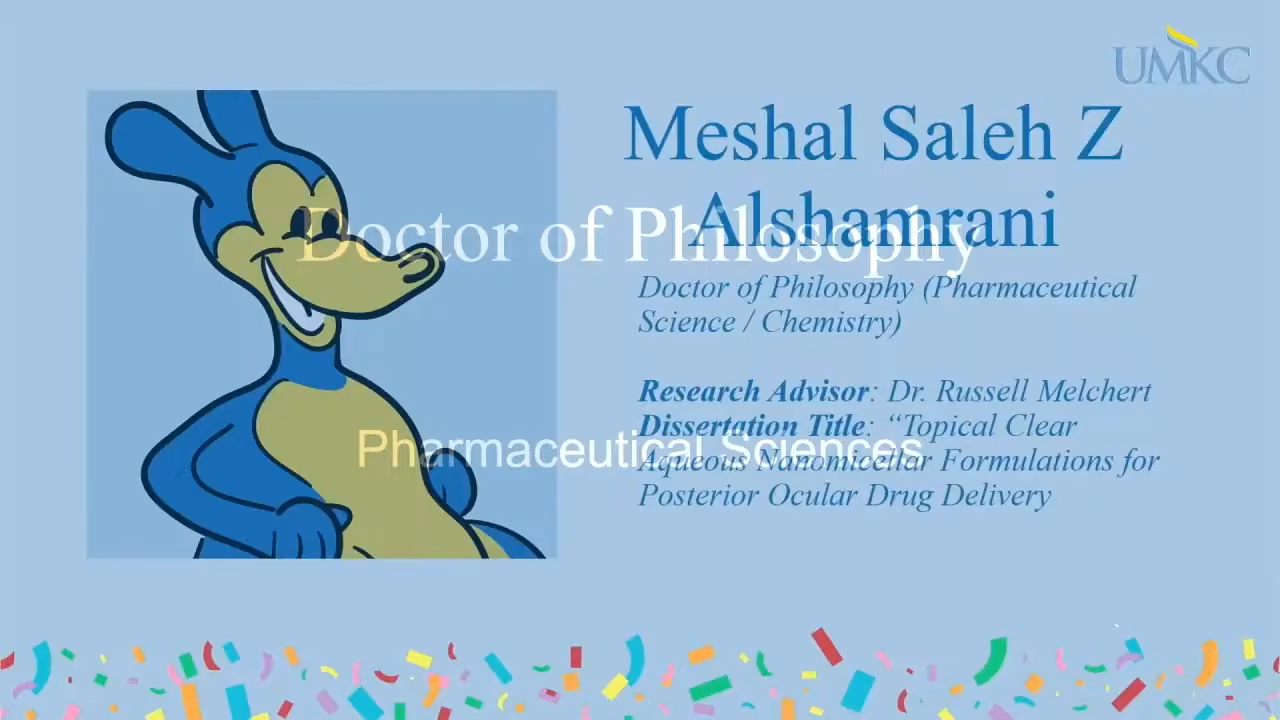 UMKC
Meshal Saleh Z
Alshamrani
Doctor of Philosophy
Doctor of Philosophy (Pharmaceutical
Science / Chemistry)
Research Advisor: Dr. Russell Melchert
Dissertation Title: “Topical Clear
Pharmaceutical Sciences
Aqueous Nanomicellar Formulations for
Posterior Ocular Drug Delivery